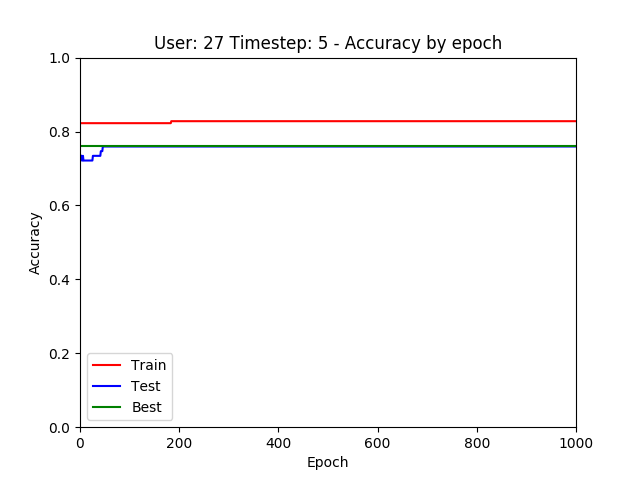 User: 27 Timestep: 5 - Accuracy by epoch
1.0
0.8
0.6
0.4
0.2
0.0
Accuracy
Train
Test
Best
0 200 400 600 800 1000
Epoch